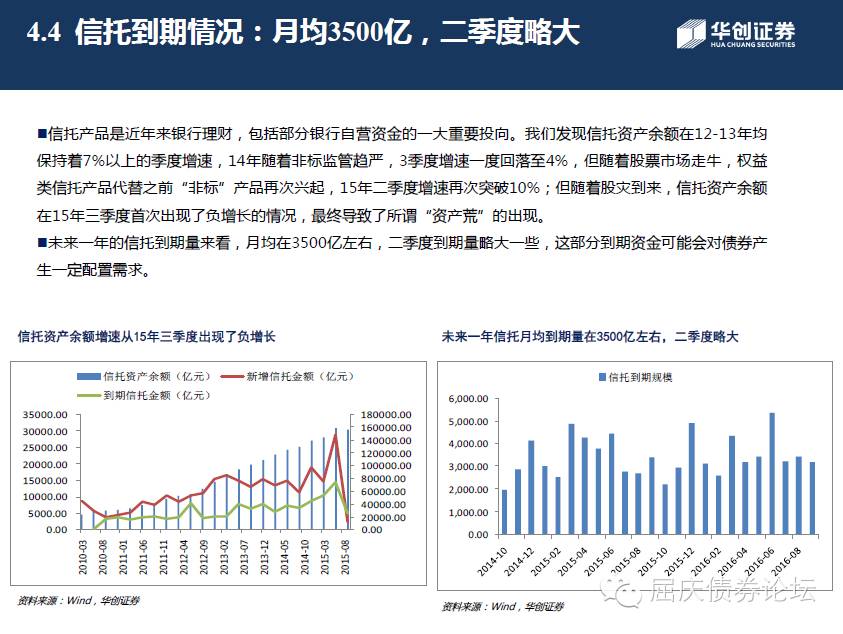 4.4 信托到期情况：月均3500亿，二季度略大
华创证券
HUA CHUANG SECURITIES
■信托产品是近年来银行理财，包括部分银行自营资金的一大重要投向。我们发现信托资产余额在12-13年均
保持着7%以上的季度增速，14年随着非标监管趋严，3季度增速一度回落至4%，但随着股票市场走牛，权益
类信托产品代替之前“非标”产品再次兴起，15年二季度增速再次突破10%；但随着股灾到来，信托资产余额
在15年三季度首次出现了负增长的情况，最终导致了所谓“资产荒”的出现。
■未来一年的信托到期量来看，月均在3500亿左右，二季度到期量略大一些，这部分到期资金可能会对债券产
生一定配置需求。
信托资产余额增速从15年三季度出现了负增长
信托资产余额（亿元） 新增信托金额（亿元）
到期信托金额（亿元）
35000.00 180000.00
30000.00 160000.00
25000.00 140000.00
20000.00 120000.00
15000.00 100000.00
10000.00 80000.00
5000.00 60000.00
0.00 40000.00
20000.00
0.00
2010-03 2010-08 2011-01 2011-06 2011-11 2012-04 2012-09 2013-02 2013-07 2013-12 2014-05 2014-10 2015-03 2015-08
资料来源：Wind，华创证券
未来一年信托月均到期量在3500亿左右，二季度略大
信托到期规模
6,000.00
5,000.00
4,000.00
3,000.00
2,000.00
1,000.00
0.00
2014-10 2014-12 2015-02 2015-04 2015-06 2015-08 2015-10 2015-12 2016-02 2016-04 2016-06 2016-08
资料来源：Wind，华创证券
屈庆债券论坛